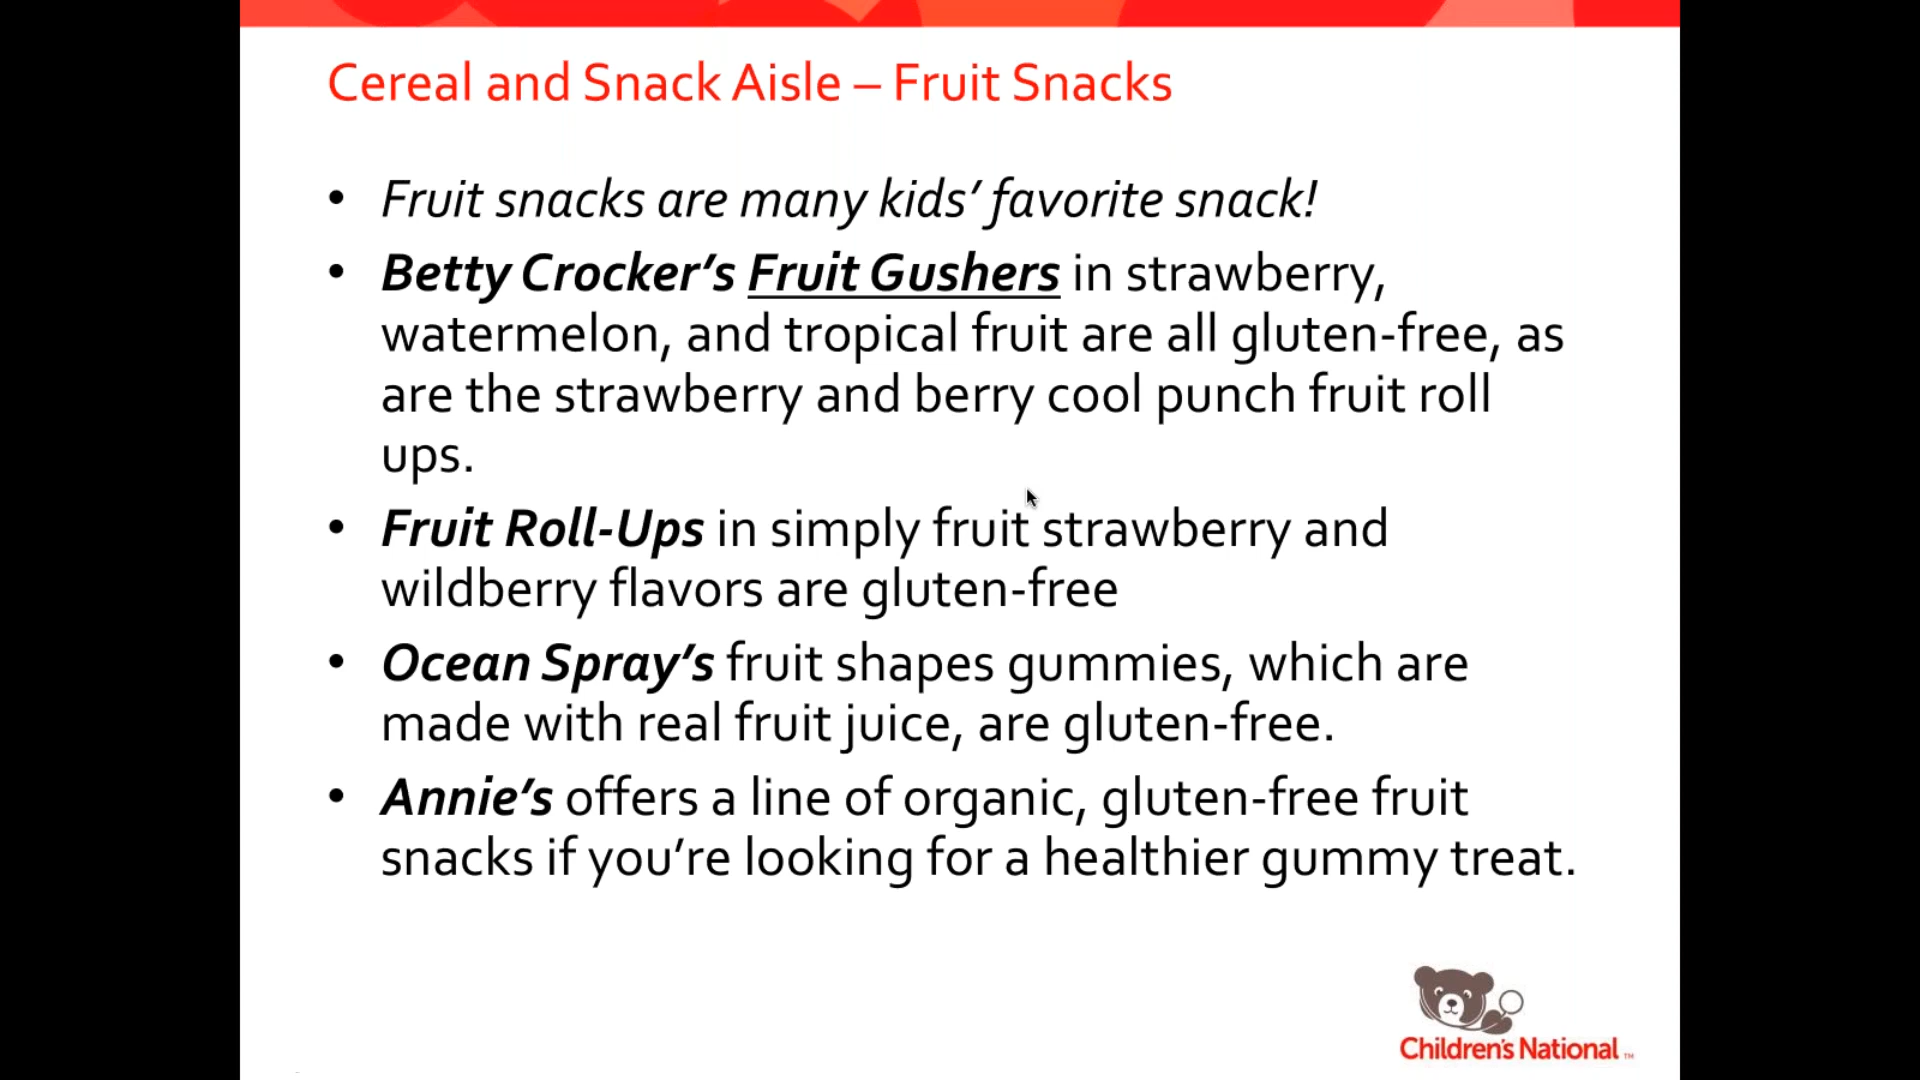 Cereal and Snack Aisle – Fruit Snacks
• Fruit snacks are many kids’ favorite snack!
• Betty Crocker’s Fruit Gushers in strawberry,
watermelon, and tropical fruit are all gluten-free, as
are the strawberry and berry cool punch fruit roll
ups.
• Fruit Roll-Ups in simply fruit strawberry and
wildberry flavors are gluten-free
• Ocean Spray’s fruit shapes gummies, which are
made with real fruit juice, are gluten-free.
• Annie’s offers a line of organic, gluten-free fruit
snacks if you’re looking for a healthier gummy treat.
Children’s National ™